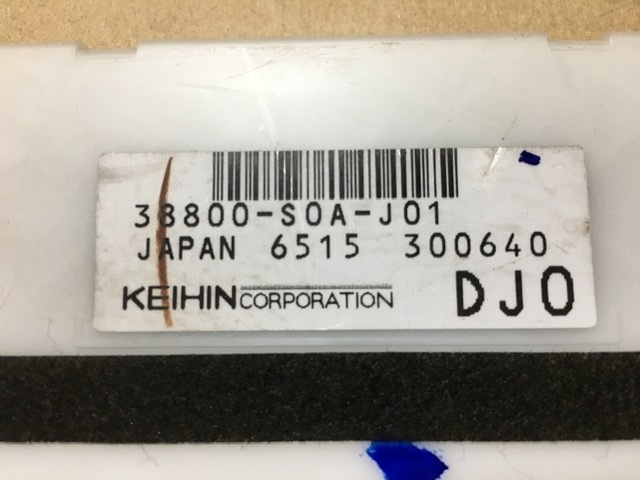 38800-S0A-J01
JAPAN 6515 300640
KEIHIN CORPORATION
DJ0